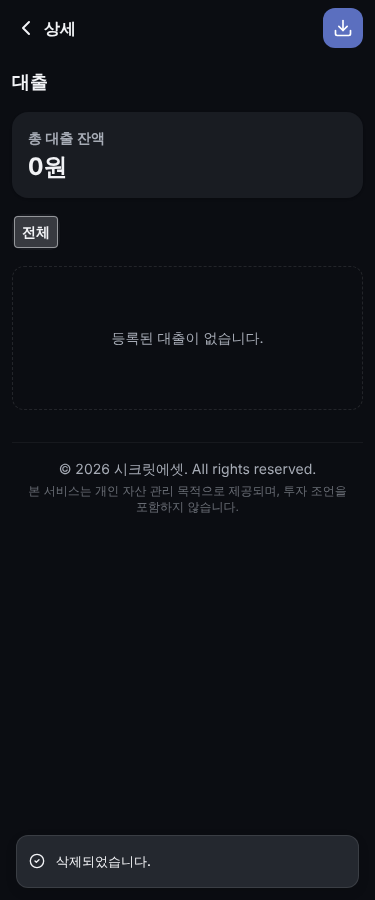 상세
대출
총 대출 잔액
0원
전체
등록된 대출이 없습니다.
© 2026 시크릿에셋. All rights reserved.
본 서비스는 개인 자산 관리 목적으로 제공되며, 투자 조언을
포함하지 않습니다.
삭제되었습니다.